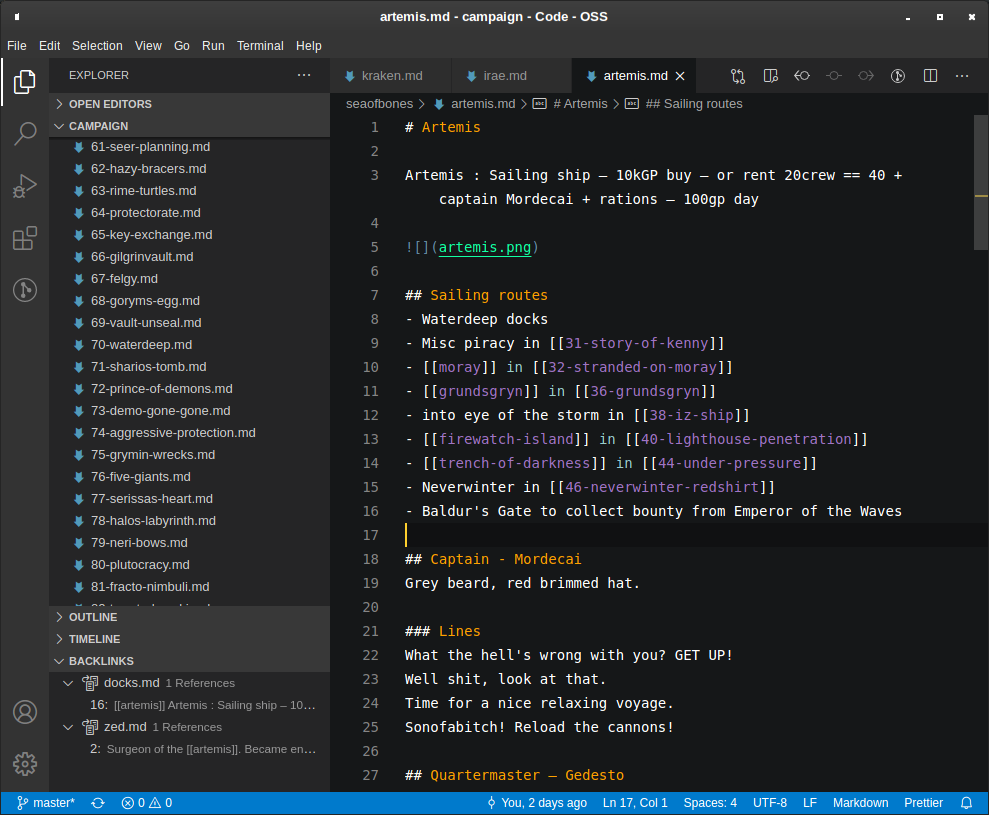 artemis.md - campaign - Code - OSS
File Edit Selection View Go Run Terminal Help
EXPLORER
OPEN EDITORS
CAMPAIGN
61-seer-planning.md
62-hazy-bracers.md
63-rime-turtles.md
64-protectorate.md
65-key-exchange.md
66-gilgrinvault.md
67-felgy.md
68-goryms-egg.md
69-vault-unseal.md
70-waterdeep.md
71-sharios-tomb.md
72-prince-of-demons.md
73-demo-gone-gone.md
74-aggressive-protection.md
75-grymin-wrecks.md
76-five-giants.md
77-serissas-heart.md
78-halos-labyrinth.md
79-neri-bows.md
80-plutocracy.md
81-fracto-nimbuli.md
OUTLINE
TIMELINE
BACKLINKS
docks.md 1 References
16: [[artemis]] Artemis : Sailing ship – 10...
zed.md 1 References
2: Surgeon of the [[artemis]]. Became en...
kraken.md irae.md artemis.md
seaofbones > artemis.md > abc # Artemis > abc ## Sailing routes
1 # Artemis
2
3 Artemis : Sailing ship – 10kGP buy – or rent 20crew == 40 +
captain Mordecai + rations – 100gp day
4
5 ![](artemis.png)
6
7 ## Sailing routes
8 - Waterdeep docks
9 - Misc piracy in [[31-story-of-kenny]]
10 - [[moray]] in [[32-stranded-on-moray]]
11 - [[grundsgryn]] in [[36-grundsgryn]]
12 - into eye of the storm in [[38-iz-ship]]
13 - [[firewatch-island]] in [[40-lighthouse-penetration]]
14 - [[trench-of-darkness]] in [[44-under-pressure]]
15 - Neverwinter in [[46-neverwinter-redshirt]]
16 - Baldur's Gate to collect bounty from Emperor of the Waves
17
18 ## Captain - Mordecai
19 Grey beard, red brimmed hat.
20
21 ### Lines
22 What the hell's wrong with you? GET UP!
23 Well shit, look at that.
24 Time for a nice relaxing voyage.
25 Sonofabitch! Reload the cannons!
26
27 ## Quartermaster – Gedesto
master* 0 0 You, 2 days ago Ln 17, Col 1 Spaces: 4 UTF-8 LF Markdown Prettier